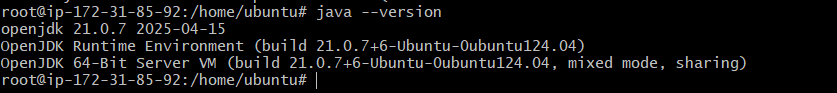 root@ip-172-31-85-92:/home/ubuntu# java --version
openjdk 21.0.7 2025-04-15
OpenJDK Runtime Environment (build 21.0.7+6-Ubuntu-0ubuntu124.04)
OpenJDK 64-Bit Server VM (build 21.0.7+6-Ubuntu-0ubuntu124.04, mixed mode, sharing)
root@ip-172-31-85-92:/home/ubuntu#